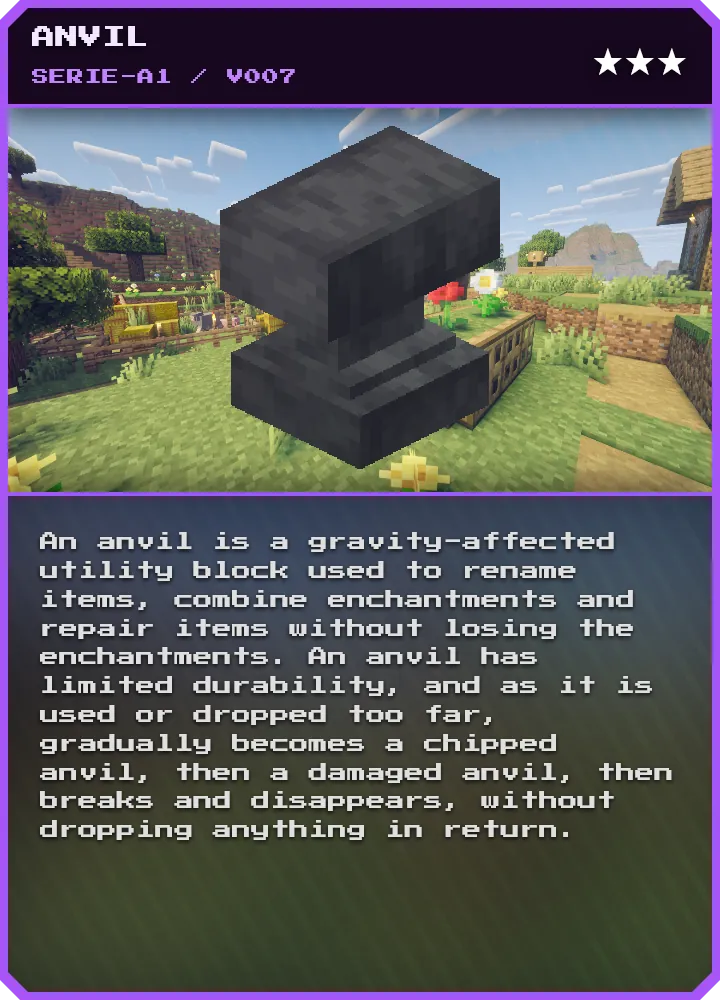 ANVIL
SERIE-A1 / V007
An anvil is a gravity-affected
utility block used to rename
items, combine enchantments and
repair items without losing the
enchantments. An anvil has
limited durability, and as it is
used or dropped too far,
gradually becomes a chipped
anvil, then a damaged anvil, then
breaks and disappears, without
dropping anything in return.